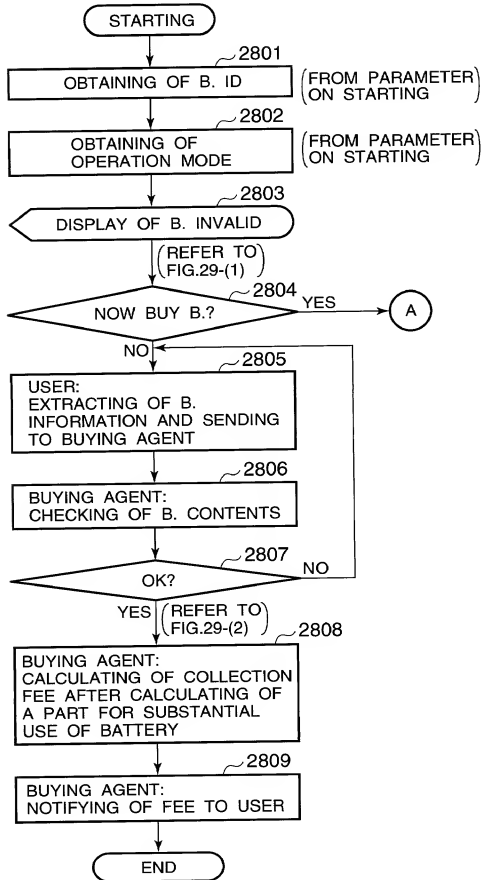 STARTING
2801
OBTAINING OF B. ID
(FROM PARAMETER
ON STARTING)
2802
OBTAINING OF
OPERATION MODE
(FROM PARAMETER
ON STARTING)
2803
DISPLAY OF B. INVALID
(REFER TO
FIG.29-(1))
2804
NOW BUY B.?
YES
A
NO
2805
USER:
EXTRACTING OF B.
INFORMATION AND SENDING
TO BUYING AGENT
2806
BUYING AGENT:
CHECKING OF B. CONTENTS
2807
OK?
NO
YES
(REFER TO
FIG.29-(2))
2808
BUYING AGENT:
CALCULATING OF COLLECTION
FEE AFTER CALCULATING OF
A PART FOR SUBSTANTIAL
USE OF BATTERY
2809
BUYING AGENT:
NOTIFYING OF FEE TO USER
END